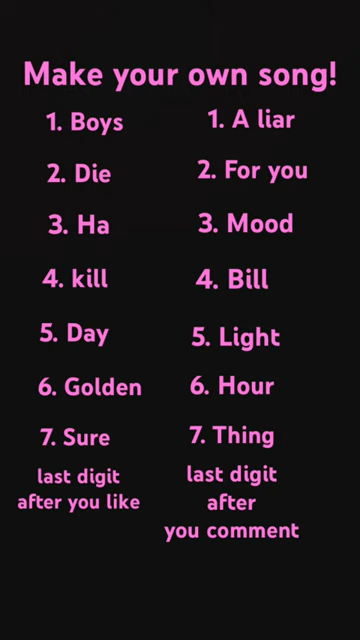 Make your own song!
1. Boys
2. Die
3. Ha
4. kill
5. Day
6. Golden
7. Sure
last digit
after you like
1. A liar
2. For you
3. Mood
4. Bill
5. Light
6. Hour
7. Thing
last digit
after
you comment